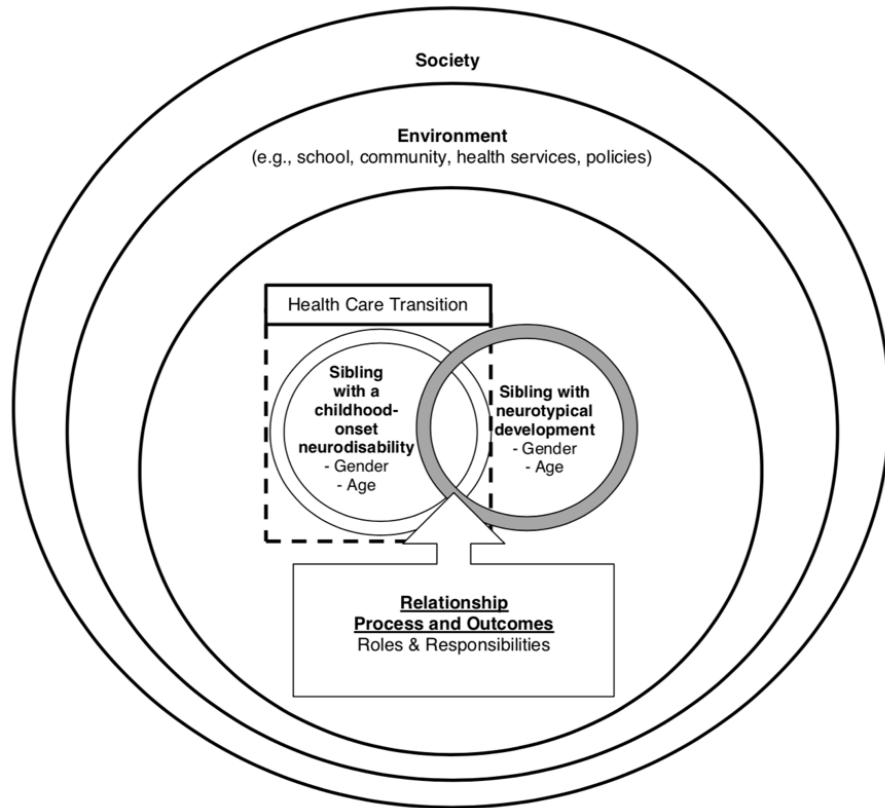 Society
Environment
(e.g., school, community, health services, policies)
Health Care Transition
Sibling
with a
childhood-
onset
neurodisability
- Gender
- Age
Sibling with
neurotypical
development
- Gender
- Age
Relationship
Process and Outcomes
Roles & Responsibilities